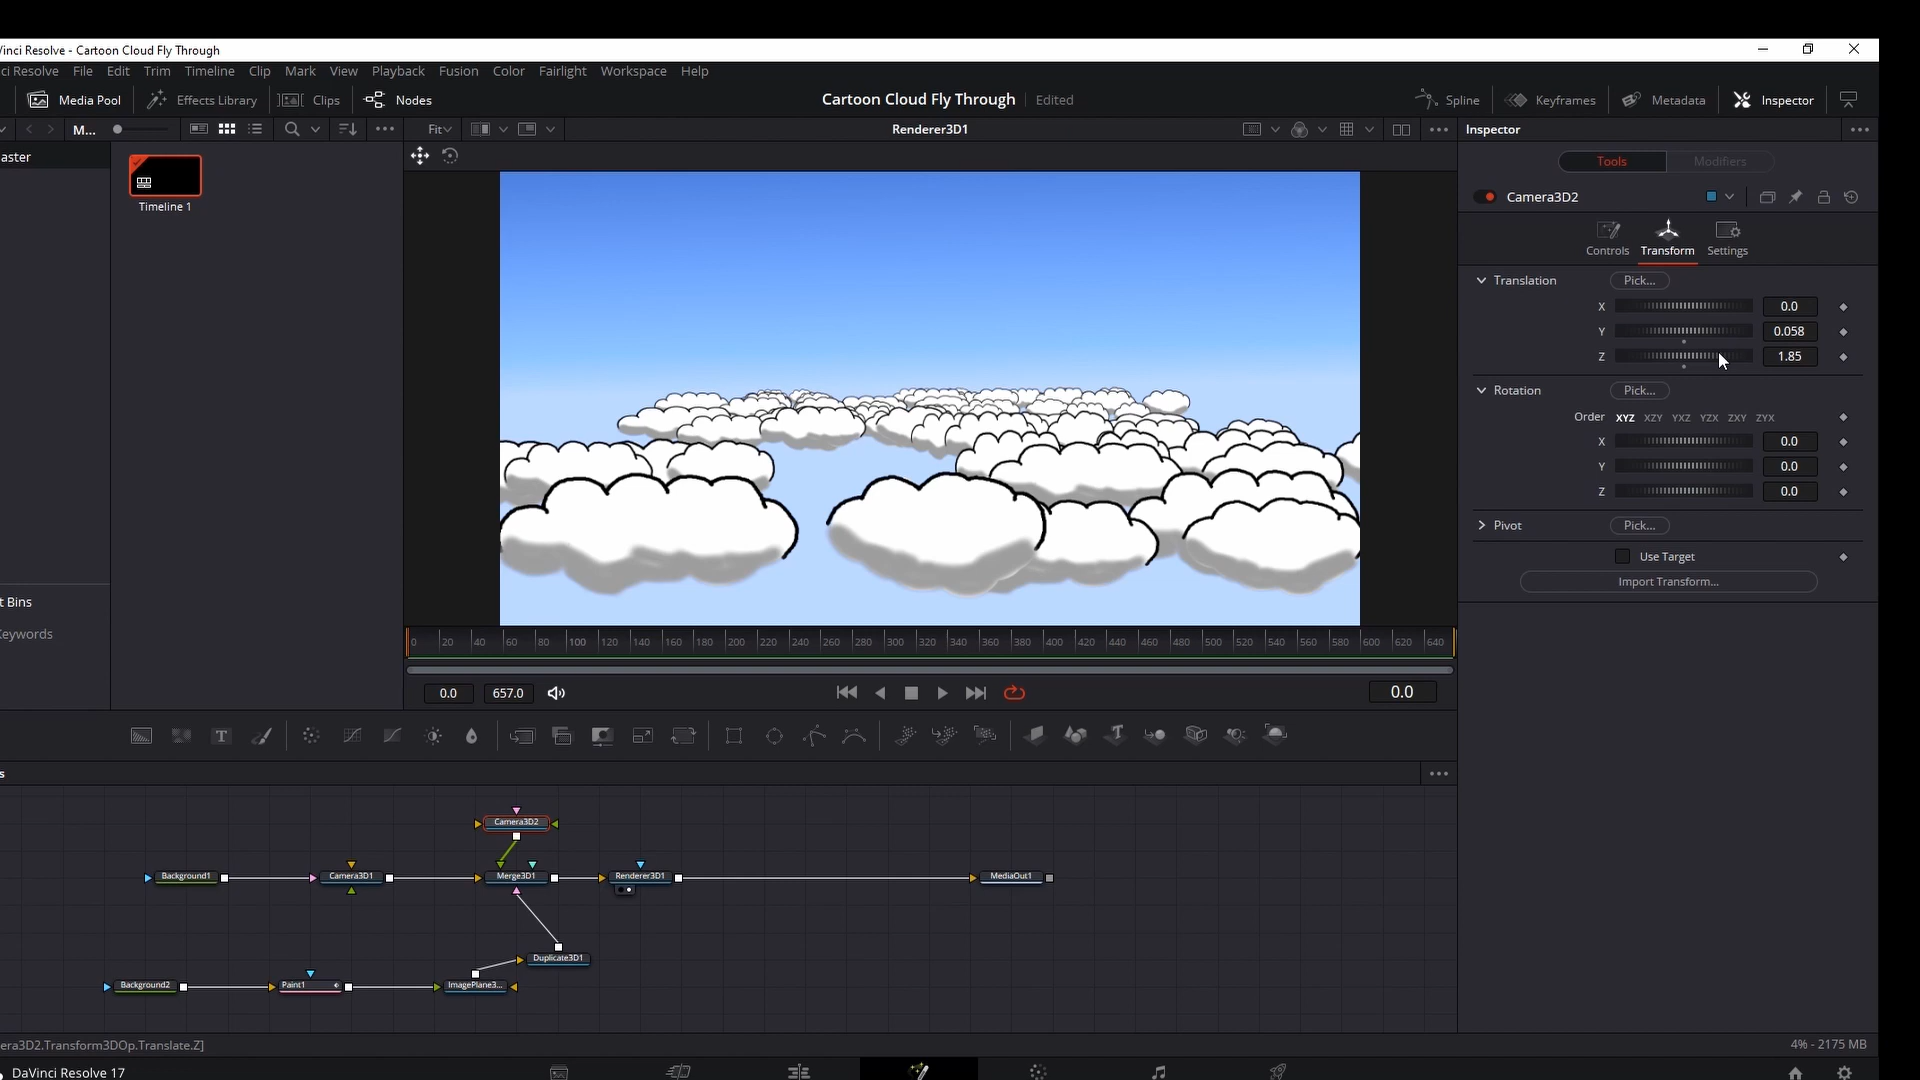 inci Resolve - Cartoon Cloud Fly Through
ci Resolve File Edit Trim Timeline Clip Mark View Playback Fusion Color Fairlight Workspace Help
Media Pool Effects Library Clips Nodes Cartoon Cloud Fly Through Edited Spline Keyframes Metadata Inspector
M... Fit Renderer3D1 Inspector
aster
Timeline 1
Tools Modifiers
Camera3D2
Controls Transform Settings
Translation Pick...
X 0.0
Y 0.058
Z 1.85
Rotation Pick...
Order XYZ XZY YXZ YZX ZXY ZYX
X 0.0
Y 0.0
Z 0.0
Pivot Pick...
Use Target
Import Transform...
t Bins
Keywords
0 20 40 60 80 100 120 140 160 180 200 220 240 260 280 300 320 340 360 380 400 420 440 460 480 500 520 540 560 580 600 620 640
0.0 657.0 0.0
T T
s
Camera3D2
Background1 Camera3D1 Merge3D1 Renderer3D1 MediaOut1
Duplicate3D1
Background2 Paint1 ImagePlane3...
era3D2.Transform3DOp.Translate.Z]
4% - 2175 MB
DaVinci Resolve 17